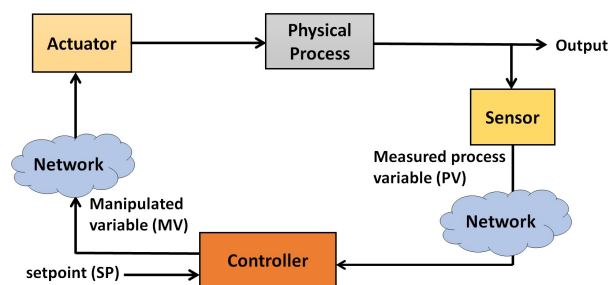 Actuator
Physical
Process
Output
Sensor
Measured process
variable (PV)
Network
Network
Manipulated
variable (MV)
Controller
setpoint (SP)